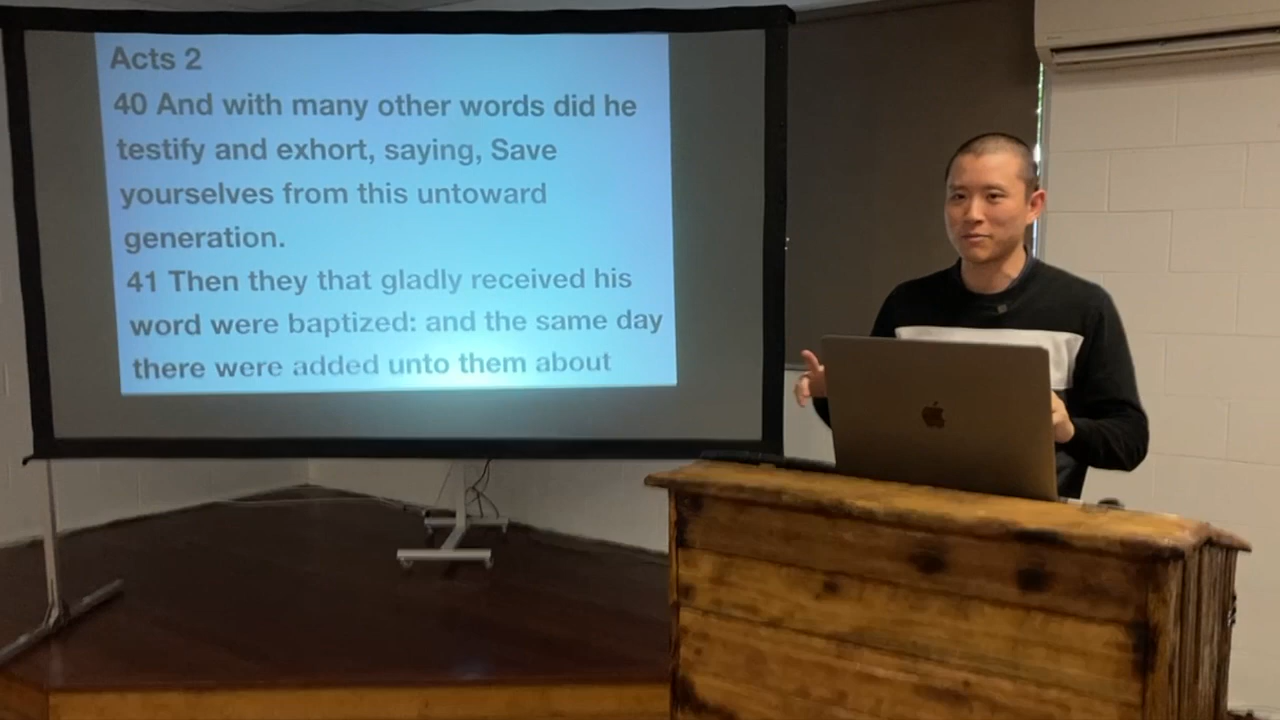 Acts 2
40 And with many other words did he
testify and exhort, saying, Save
yourselves from this untoward
generation.
41 Then they that gladly received his
word were baptized: and the same day
there were added unto them about